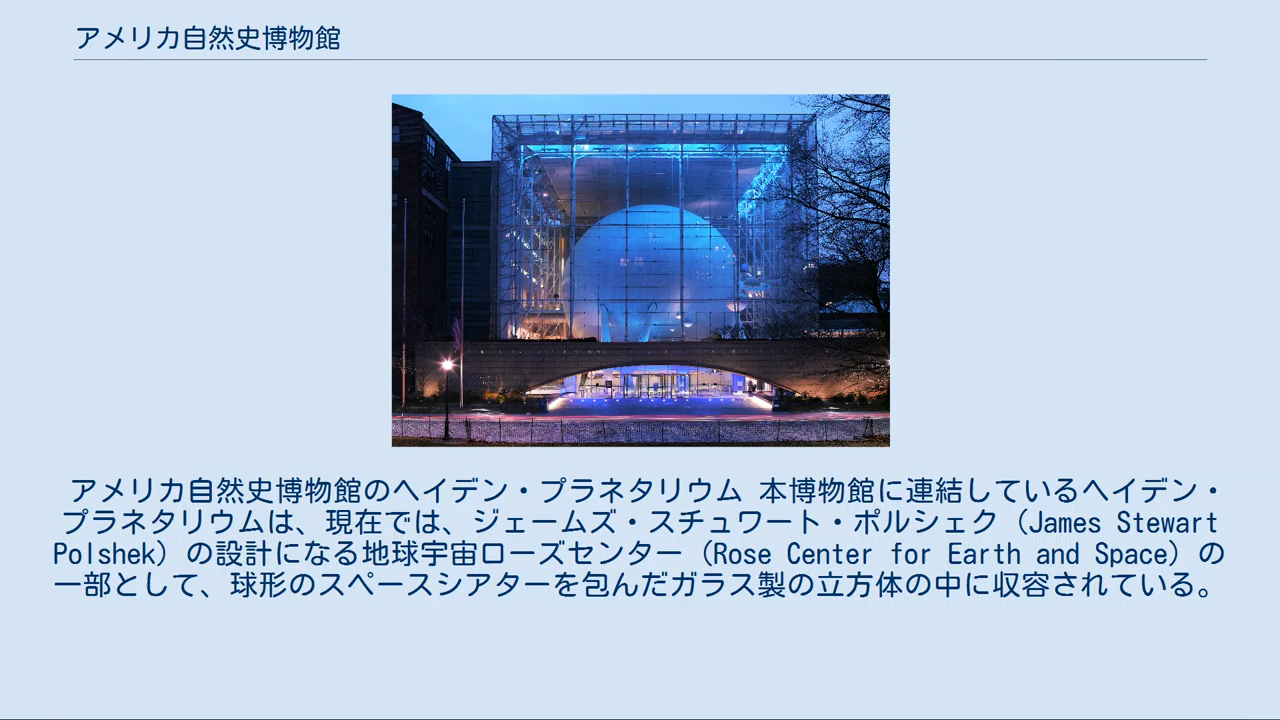 アメリカ自然史博物館
アメリカ自然史博物館のヘイデン・プラネタリウム 本博物館に連結しているヘイデン・
プラネタリウムは、現在では、ジェームズ・スチュワート・ポルシェク（James Stewart
Polshek）の設計になる地球宇宙ローズセンター（Rose Center for Earth and Space）の
一部として、球形のスペースシアターを包んだガラス製の立方体の中に収容されている。